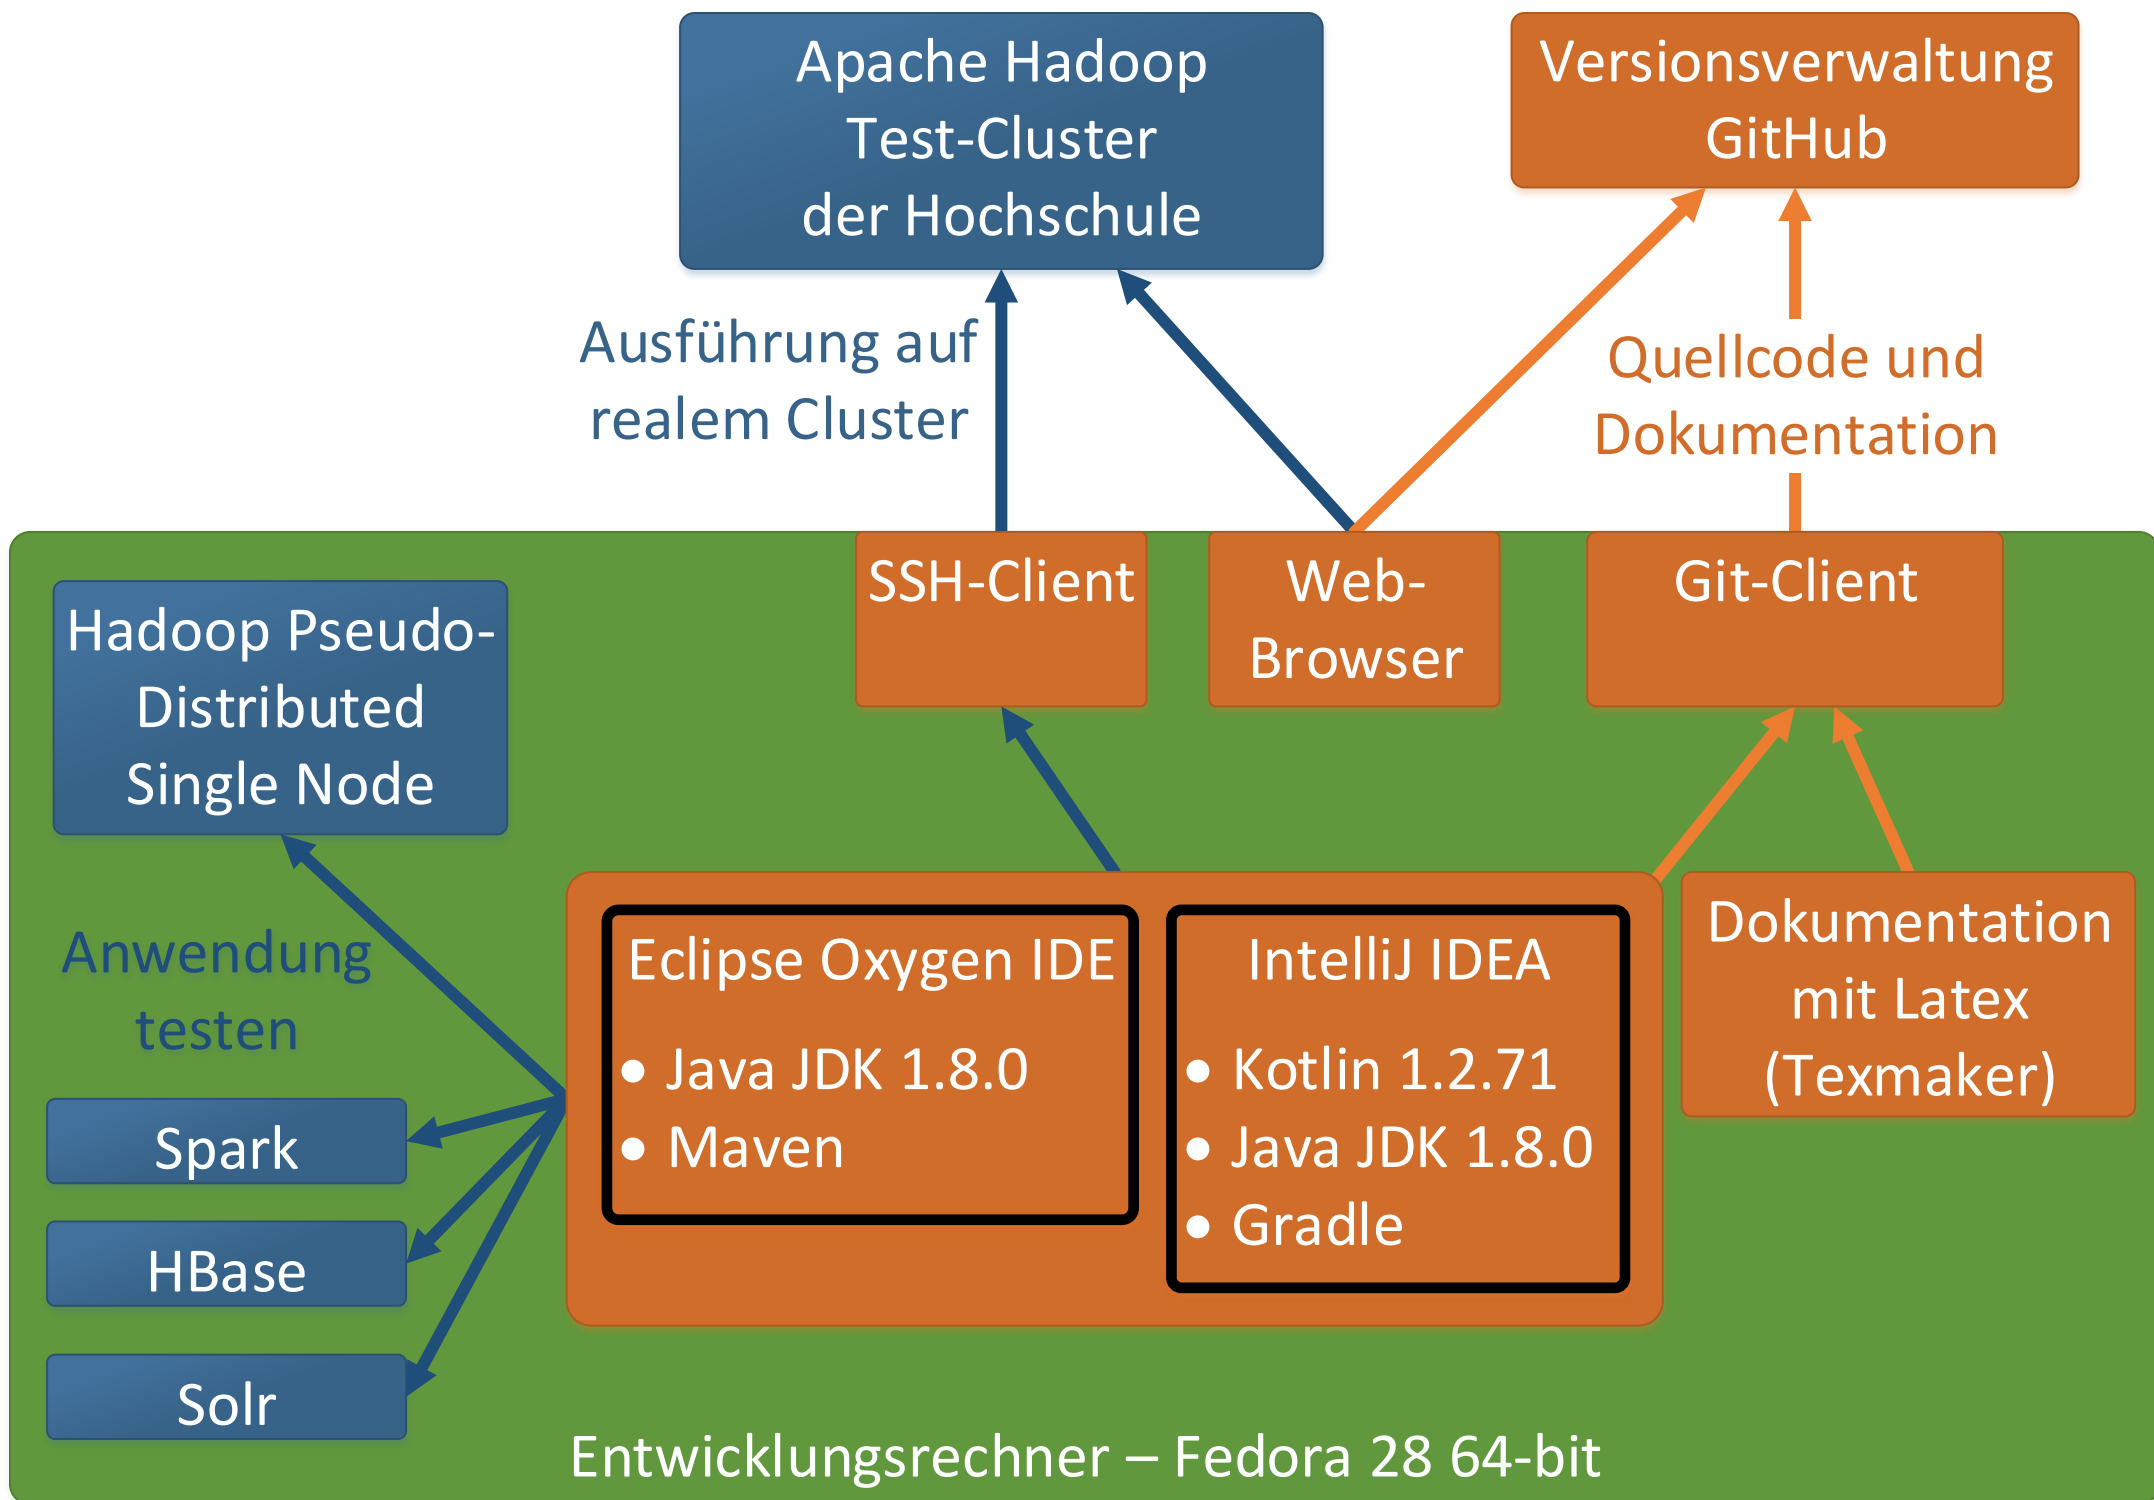 Apache Hadoop
Test-Cluster
der Hochschule
Versionsverwaltung
GitHub
Ausführung auf
realem Cluster
Quellcode und
Dokumentation
SSH-Client
Web-
Browser
Git-Client
Hadoop Pseudo-
Distributed
Single Node
Anwendung
testen
Spark
HBase
Solr
Eclipse Oxygen IDE
• Java JDK 1.8.0
• Maven
IntelliJ IDEA
• Kotlin 1.2.71
• Java JDK 1.8.0
• Gradle
Dokumentation
mit Latex
(Texmaker)
Entwicklungsrechner – Fedora 28 64-bit